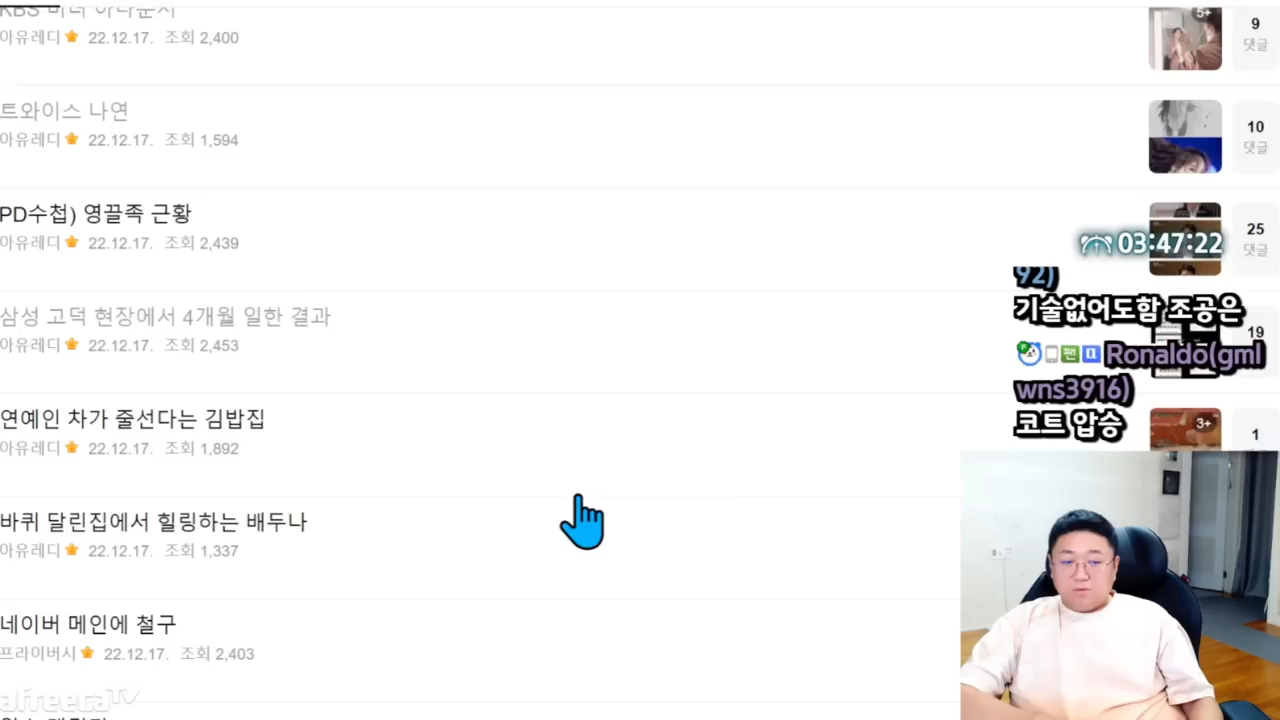 KBS
아유레디 22.12.17. 조회 2,400
5+
9
댓글
트와이스 나연
아유레디 22.12.17. 조회 1,594
10
댓글
PD수첩) 영끌족 근황
아유레디 22.12.17. 조회 2,439
25
댓글
03:47:22
92)
기술없어도함 조공은
삼성 고덕 현장에서 4개월 일한 결과
아유레디 22.12.17. 조회 2,453
19
Ronaldo(gml
wns3916)
코트 압승
연예인 차가 줄선다는 김밥집
아유레디 22.12.17. 조회 1,892
3+
1
바퀴 달린집에서 힐링하는 배두나
아유레디 22.12.17. 조회 1,337
네이버 메인에 철구
프라이버시 22.12.17. 조회 2,403
afreecaTV